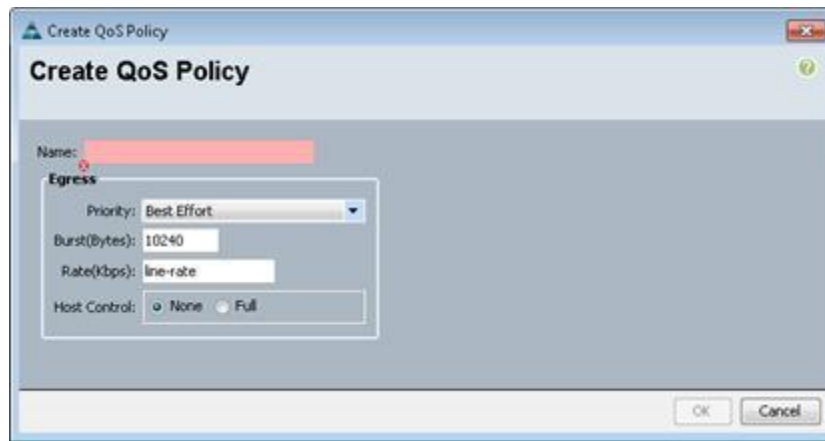 Create QoS Policy
Create QoS Policy
Name:
Egress
Priority: Best Effort
Burst(Bytes): 10240
Rate(Kbps): line-rate
Host Control: None Full
OK Cancel